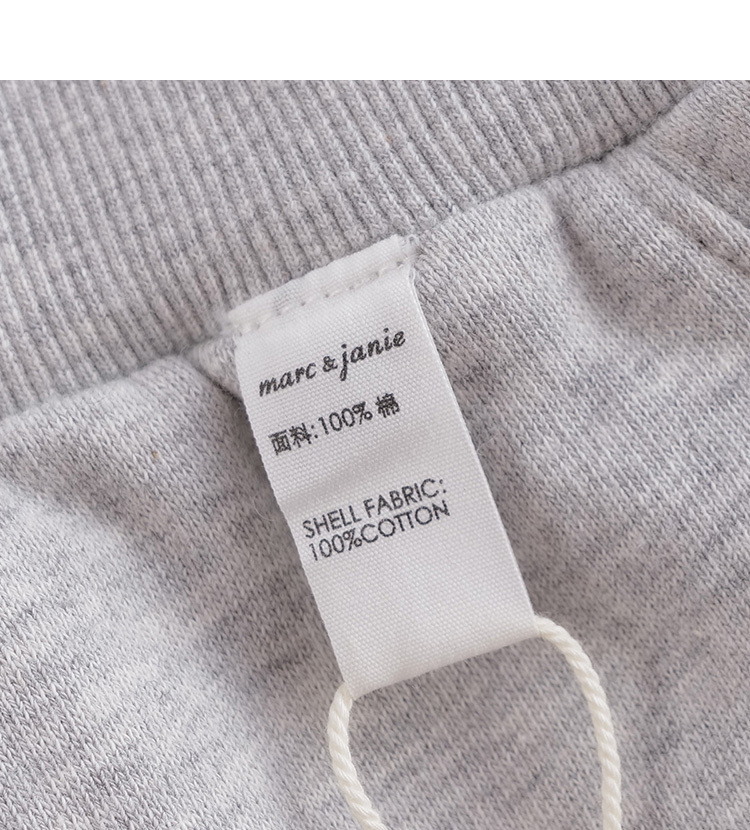 marc & janie
面料:100% 棉
SHELL FABRIC:
100%COTTON